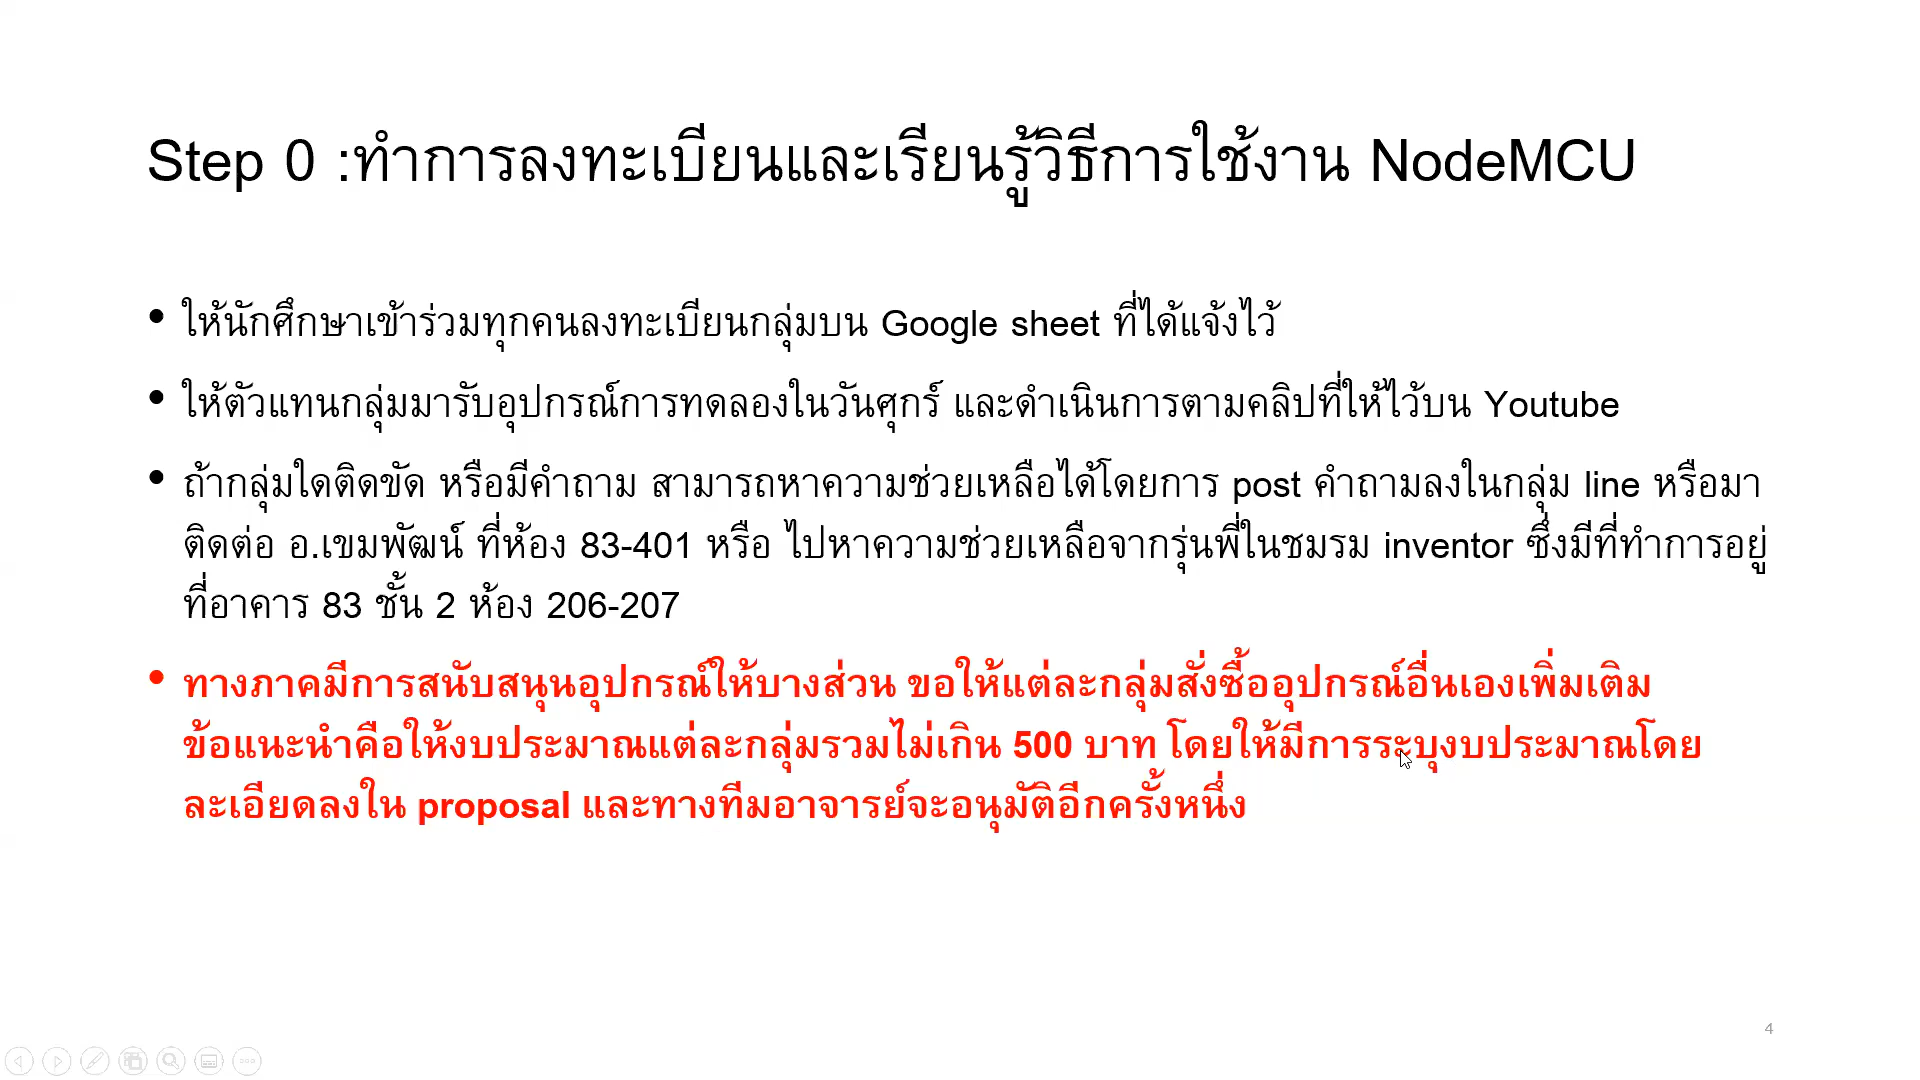 Step 0 :ทำการลงทะเบียนและเรียนรู้วิธีการใช้งาน NodeMCU
• ให้นักศึกษาเข้าร่วมทุกคนลงทะเบียนกลุ่มบน Google sheet ที่ได้แจ้งไว้
• ให้ตัวแทนกลุ่มมารับอุปกรณ์การทดลองในวันศุกร์ และดำเนินการตามคลิปที่ให้ไว้บน Youtube
• ถ้ากลุ่มใดติดขัด หรือมีคำถาม สามารถหาความช่วยเหลือได้โดยการ post คำถามลงในกลุ่ม line หรือมา
ติดต่อ อ.เขมพัฒน์ ที่ห้อง 83-401 หรือ ไปหาความช่วยเหลือจากรุ่นพี่ในชมรม inventor ซึ่งมีที่ทำการอยู่
ที่อาคาร 83 ชั้น 2 ห้อง 206-207
• ทางภาคมีการสนับสนุนอุปกรณ์ให้บางส่วน ขอให้แต่ละกลุ่มสั่งซื้ออุปกรณ์อื่นเองเพิ่มเติม
ข้อแนะนำคือให้งบประมาณแต่ละกลุ่มรวมไม่เกิน 500 บาท โดยให้มีการระบุงบประมาณโดย
ละเอียดลงใน proposal และทางทีมอาจารย์จะอนุมัติอีกครั้งหนึ่ง
4